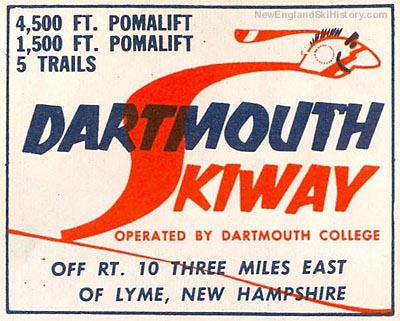 NewEnglandSkiHistory.com
4,500 FT. POMALIFT
1,500 FT. POMALIFT
5 TRAILS
DARTMOUTH
SKIWAY
OPERATED BY DARTMOUTH COLLEGE
OFF RT. 10 THREE MILES EAST
OF LYME, NEW HAMPSHIRE